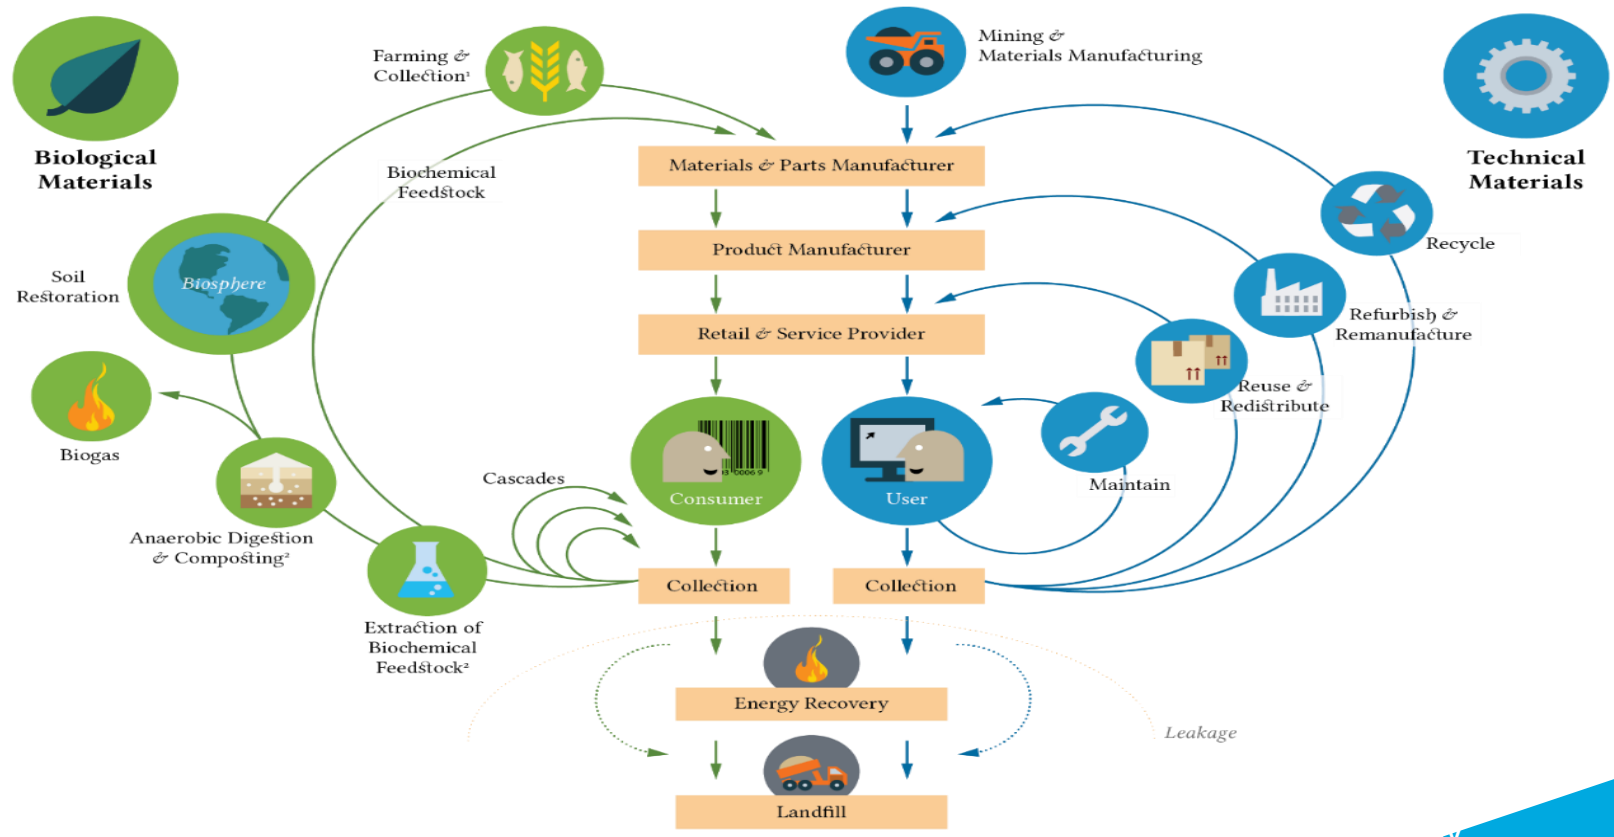 Biological
Materials
Farming &
Collection¹
Mining &
Materials Manufacturing
Technical
Materials
Biochemical
Feedstock
Materials & Parts Manufacturer
Recycle
Soil
Restoration
Biosphere
Product Manufacturer
Refurbish &
Remanufacture
Retail & Service Provider
Reuse &
Redistribute
Biogas
Cascades
Consumer
User
Maintain
Anaerobic Digestion
& Composting²
Collection
Collection
Extraction of
Biochemical
Feedstock²
Energy Recovery
Leakage
Landfill